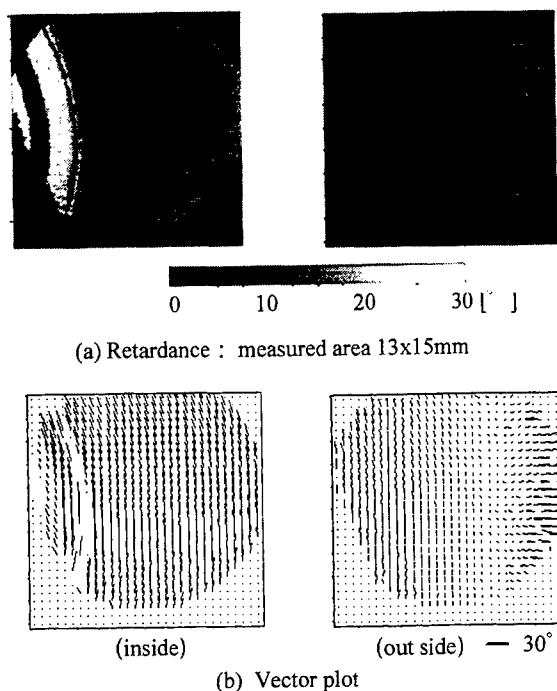 0 10 20 30 [ ° ]
(a) Retardance : measured area 13x15mm
(inside) (out side) 30°
(b) Vector plot